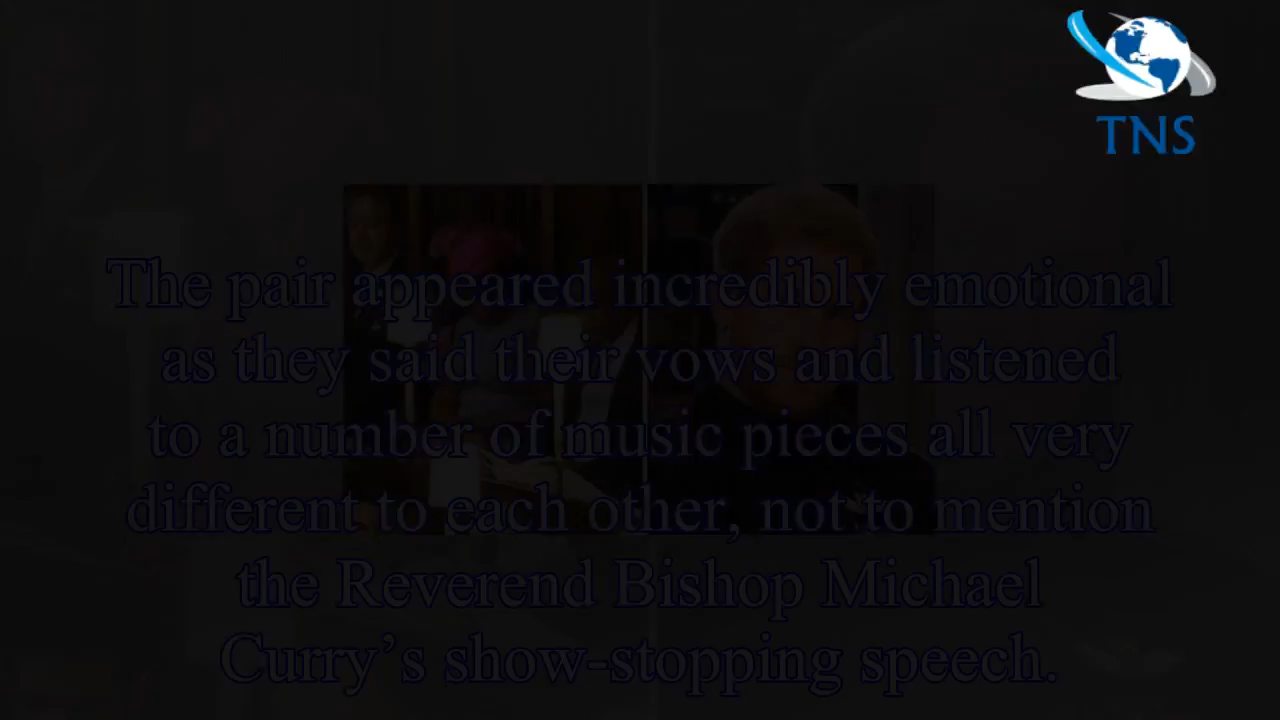 TNS
The pair appeared incredibly emotional
as they said their vows and listened
to a number of music pieces all very
different to each other, not to mention
the Reverend Bishop Michael
Curry’s show-stopping speech.